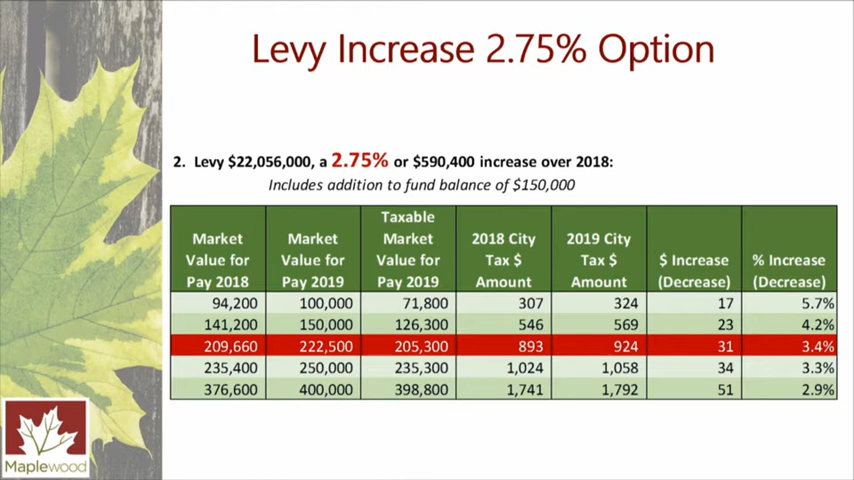 Levy Increase 2.75% Option
2. Levy $22,056,000, a 2.75% or $590,400 increase over 2018:
Includes addition to fund balance of $150,000
Market Value for Pay 2018 | Market Value for Pay 2019 | Taxable Market Value for Pay 2019 | 2018 City Tax $ Amount | 2019 City Tax $ Amount | $ Increase (Decrease) | % Increase (Decrease)
94,200 | 100,000 | 71,800 | 307 | 324 | 17 | 5.7%
141,200 | 150,000 | 126,300 | 546 | 569 | 23 | 4.2%
209,660 | 222,500 | 205,300 | 893 | 924 | 31 | 3.4%
235,400 | 250,000 | 235,300 | 1,024 | 1,058 | 34 | 3.3%
376,600 | 400,000 | 398,800 | 1,741 | 1,792 | 51 | 2.9%
Maplewood